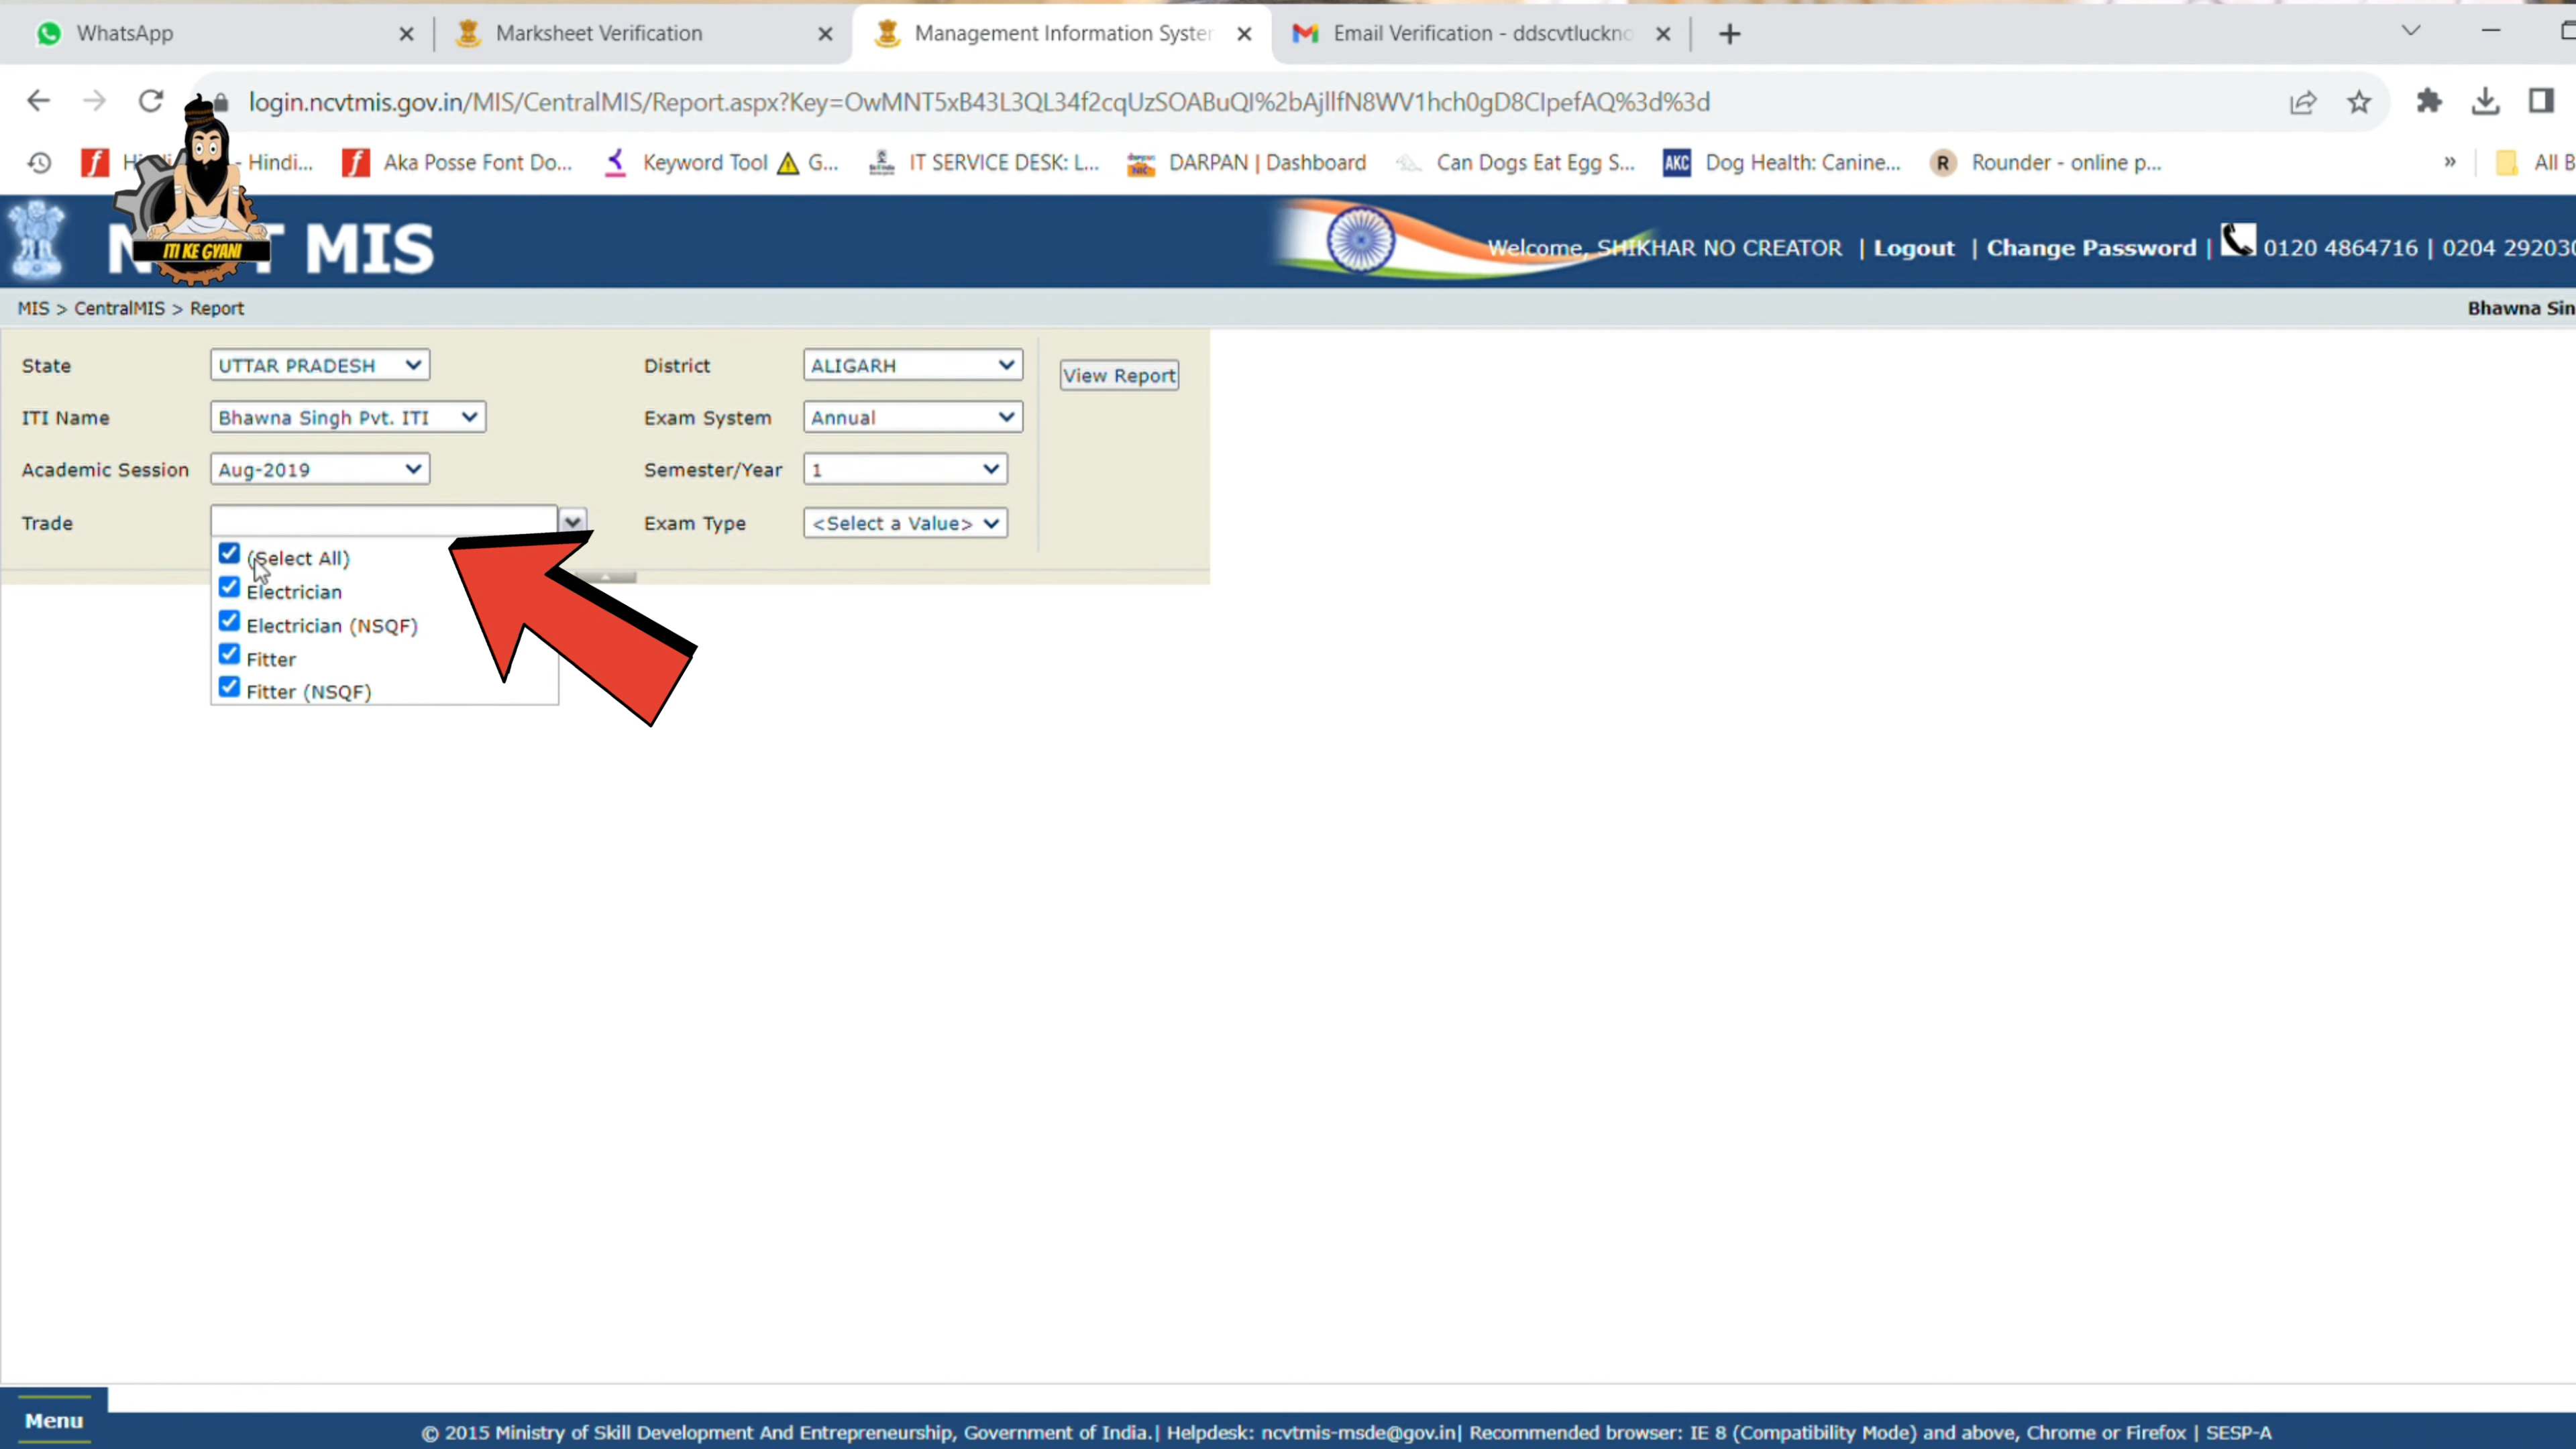 WhatsApp
Marksheet Verification
Management Information Syster
Email Verification - ddscvtluckno
login.ncvtmis.gov.in/MIS/CentralMIS/Report.aspx?Key=OwMNT5xB43L3QL34f2cqUzSOABuQI%2bAjllfN8WV1hch0gD8CIpefAQ%3d%3d
- Hindi...
Aka Posse Font Do...
Keyword Tool ⚠ G...
IT SERVICE DESK: L...
DARPAN | Dashboard
Can Dogs Eat Egg S...
AKC
Dog Health: Canine...
R
Rounder - online p...
»
All B
ITI KE GYANI
MIS
Welcome, SHIKHAR NO CREATOR | Logout | Change Password | 0120 4864716 | 0204 292030
MIS > CentralMIS > Report
Bhawna Sin
State
UTTAR PRADESH
District
ALIGARH
View Report
ITI Name
Bhawna Singh Pvt. ITI
Exam System
Annual
Academic Session
Aug-2019
Semester/Year
1
Trade
Exam Type
<Select a Value>
(Select All)
Electrician
Electrician (NSQF)
Fitter
Fitter (NSQF)
Menu
© 2015 Ministry of Skill Development And Entrepreneurship, Government of India.| Helpdesk: ncvtmis-msde@gov.in| Recommended browser: IE 8 (Compatibility Mode) and above, Chrome or Firefox | SESP-A